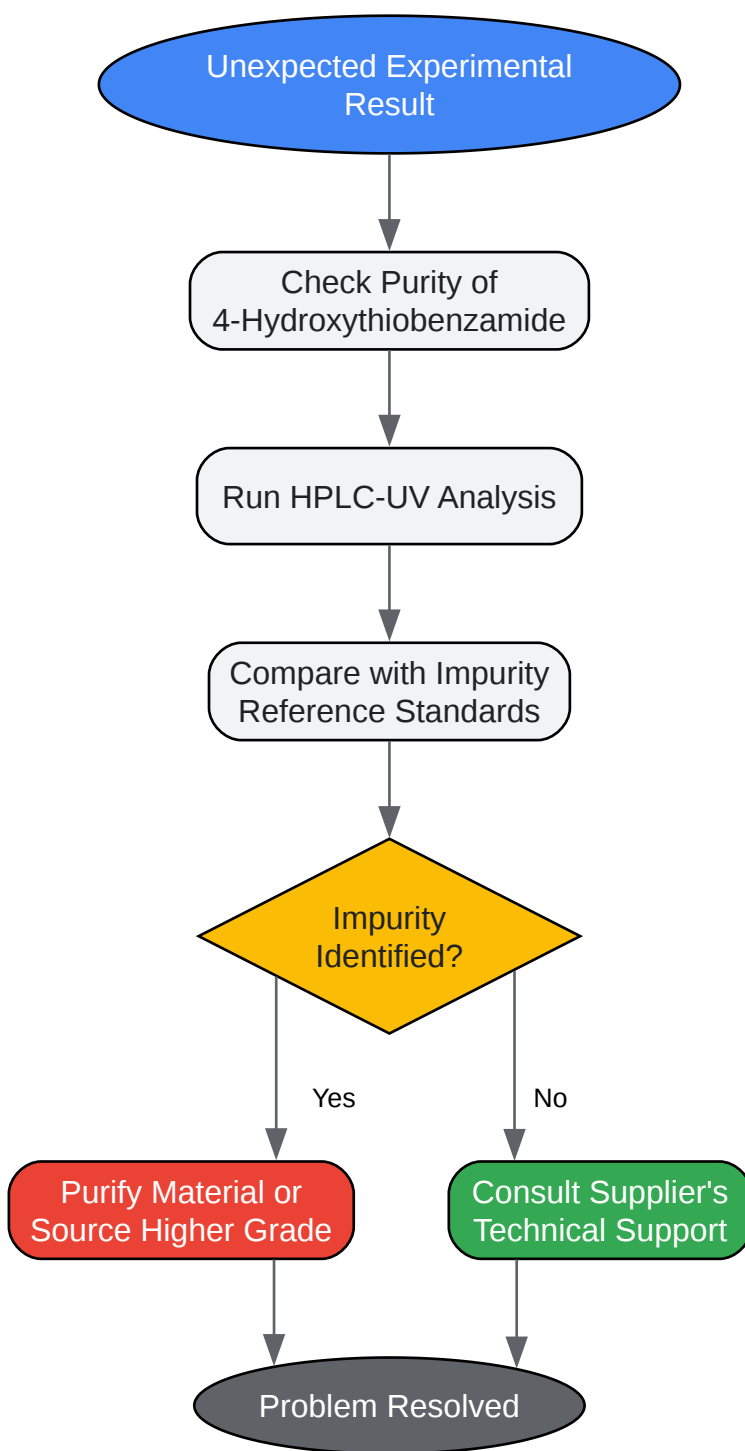 Unexpected Experimental
Result
Check Purity of
4-Hydroxythiobenzamide
Run HPLC-UV Analysis
Compare with Impurity
Reference Standards
Impurity
Identified?
Yes
No
Purify Material or
Source Higher Grade
Consult Supplier's
Technical Support
Problem Resolved